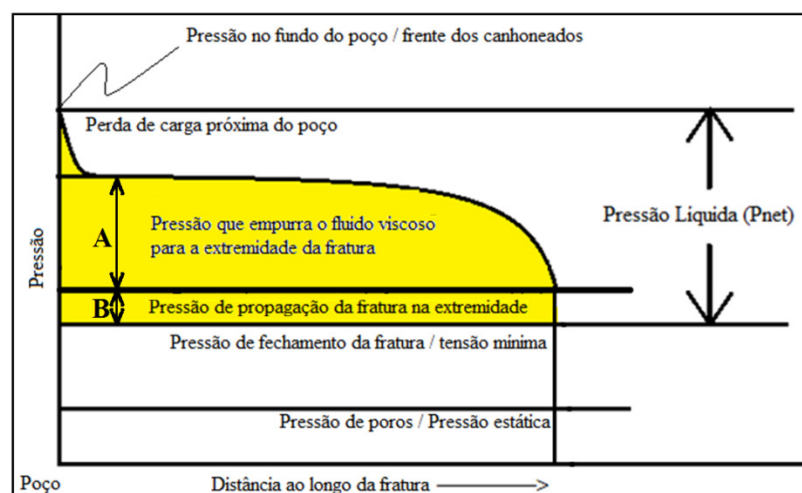 Pressão no fundo do poço / frente dos canhoneados
Perda de carga próxima do poço
Pressão que empurra o fluido viscoso
para a extremidade da fratura
A
Pressão Líquida (Pnet)
Pressão
B
Pressão de propagação da fratura na extremidade
Pressão de fechamento da fratura / tensão mínima
Pressão de poros / Pressão estática
Poço
Distância ao longo da fratura